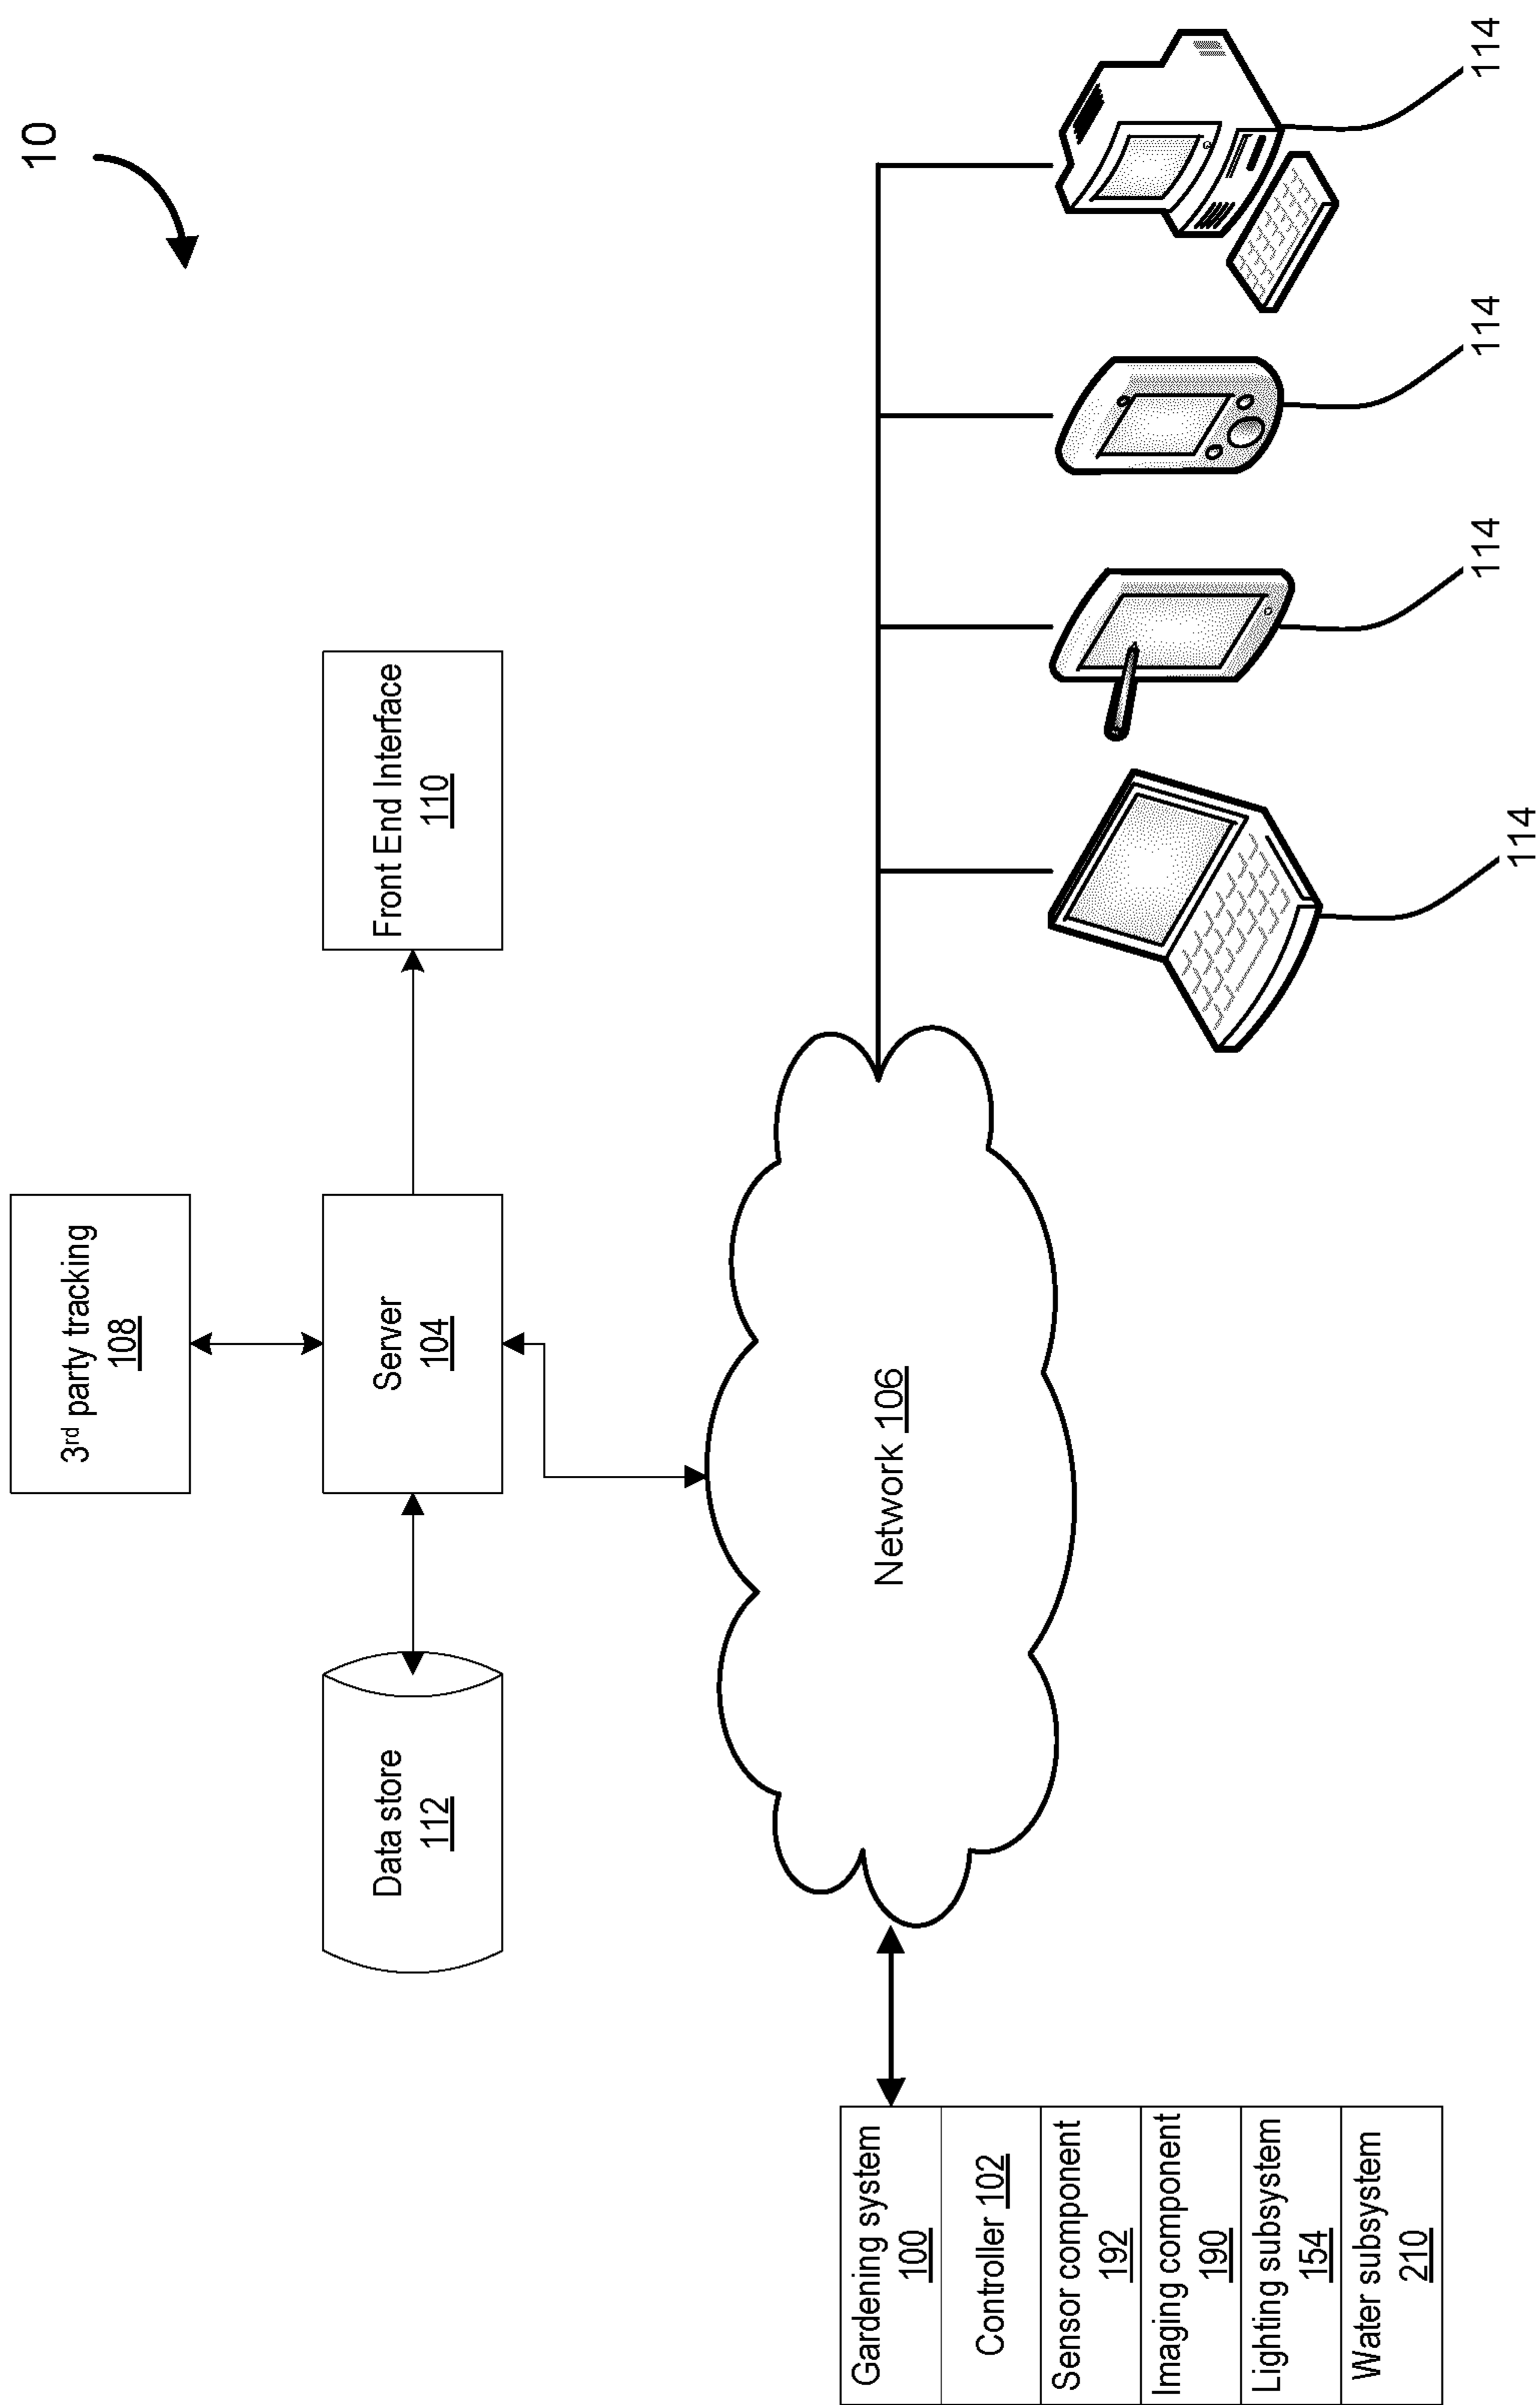 10
3rd party tracking
108
Data store
112
Server
104
Front End Interface
110
Network 106
Gardening system
100
Controller 102
Sensor component
192
Imaging component
190
Lighting subsystem
154
Water subsystem
210
114
114
114
114